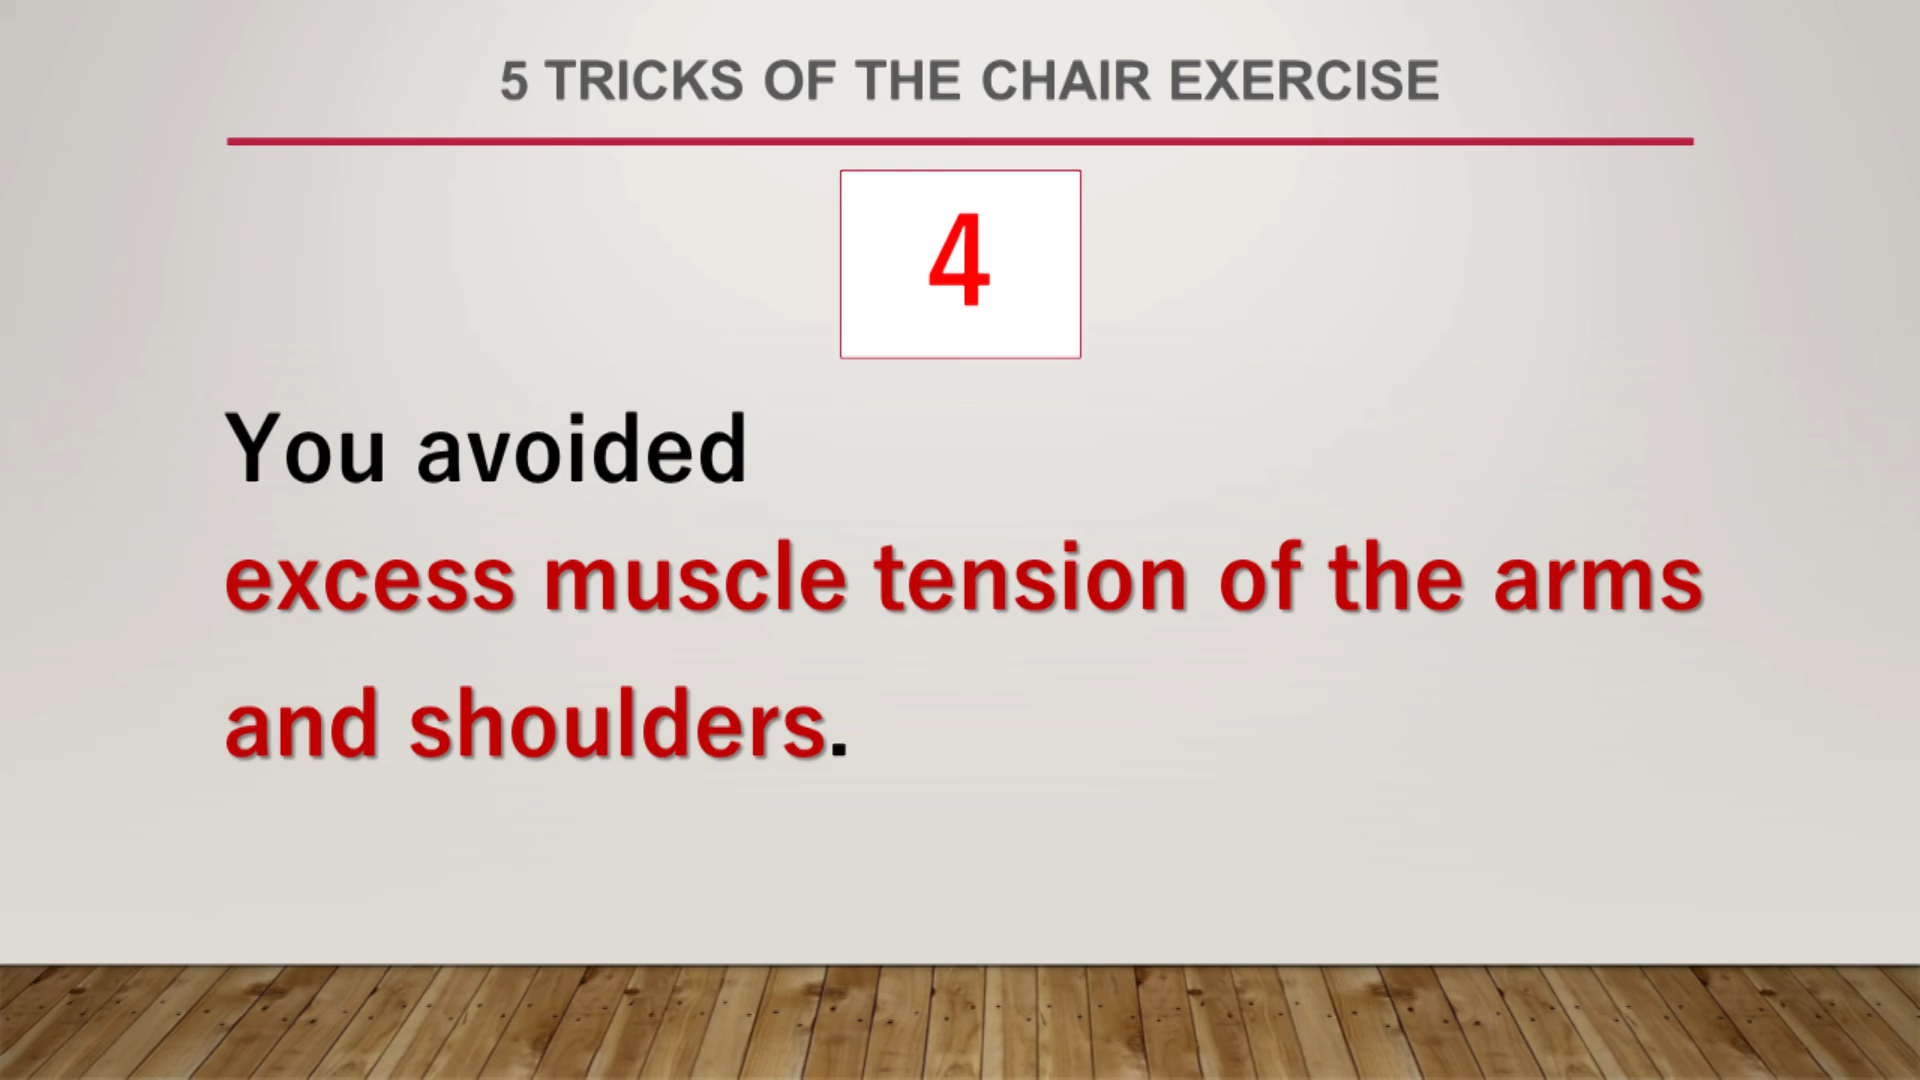 5 TRICKS OF THE CHAIR EXERCISE
4
You avoided
excess muscle tension of the arms
and shoulders.